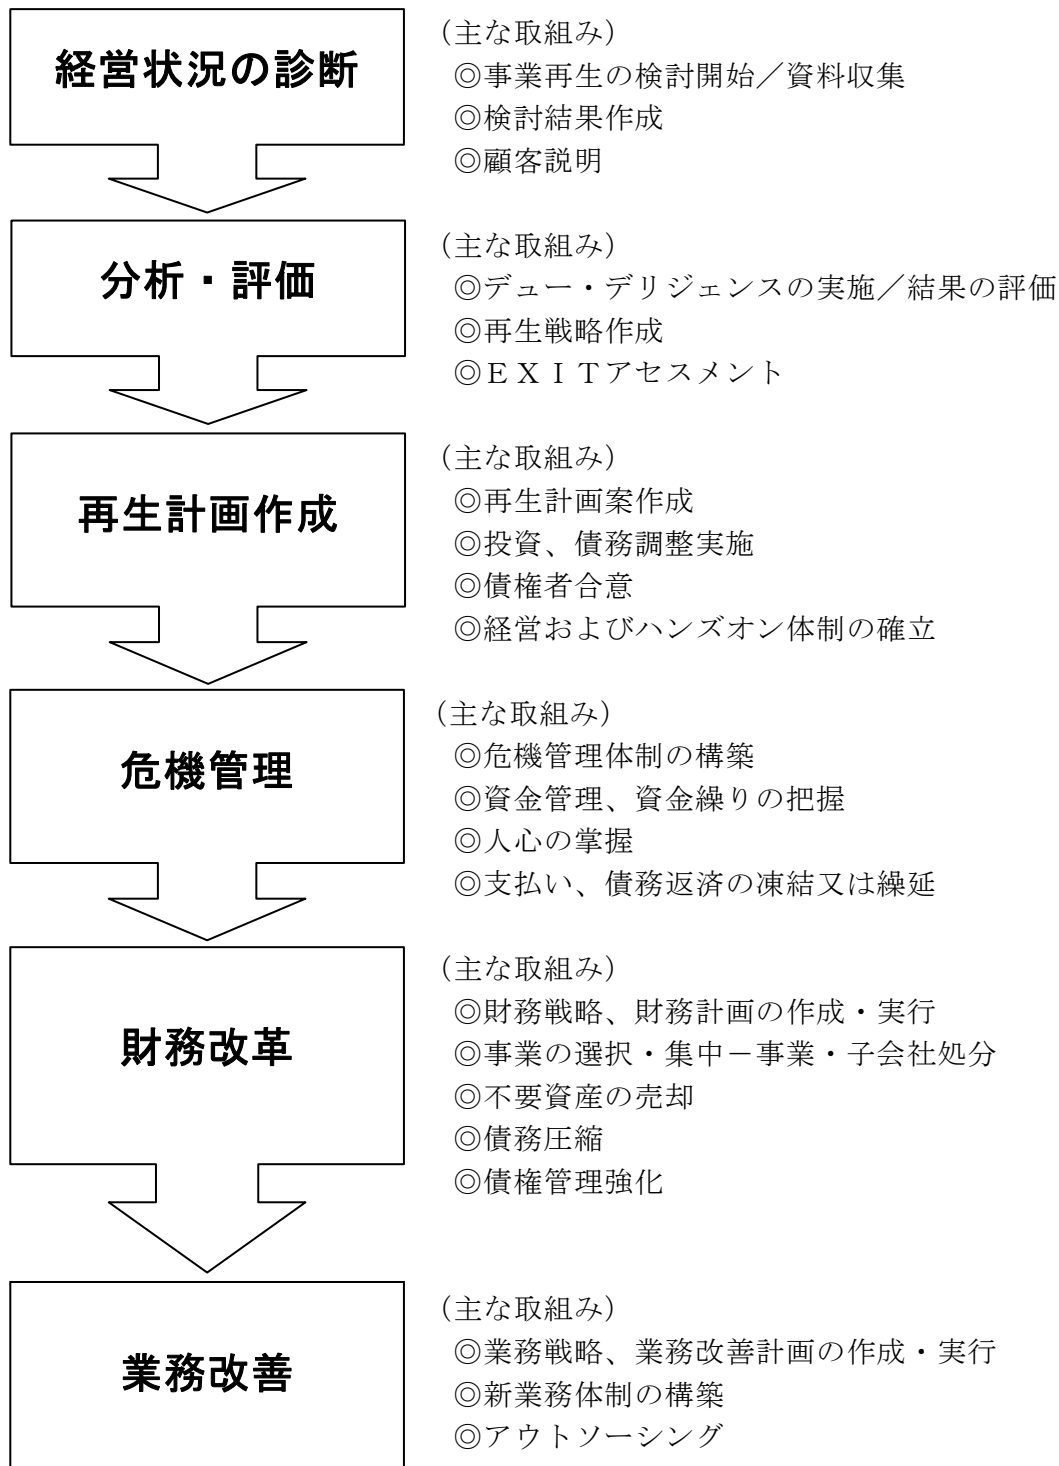 経営状況の診断
(主な取組み)
◎事業再生の検討開始/資料収集
◎検討結果作成
◎顧客説明
分析・評価
(主な取組み)
◎デュー・デリジェンスの実施/結果の評価
◎再生戦略作成
◎EXITアセスメント
再生計画作成
(主な取組み)
◎再生計画案作成
◎投資、債務調整実施
◎債権者合意
◎経営およびハンズオン体制の確立
危機管理
(主な取組み)
◎危機管理体制の構築
◎資金管理、資金繰りの把握
◎人心の掌握
◎支払い、債務返済の凍結又は繰延
財務改革
(主な取組み)
◎財務戦略、財務計画の作成・実行
◎事業の選択・集中-事業・子会社処分
◎不要資産の売却
◎債務圧縮
◎債権管理強化
業務改善
(主な取組み)
◎業務戦略、業務改善計画の作成・実行
◎新業務体制の構築
◎アウトソーシング